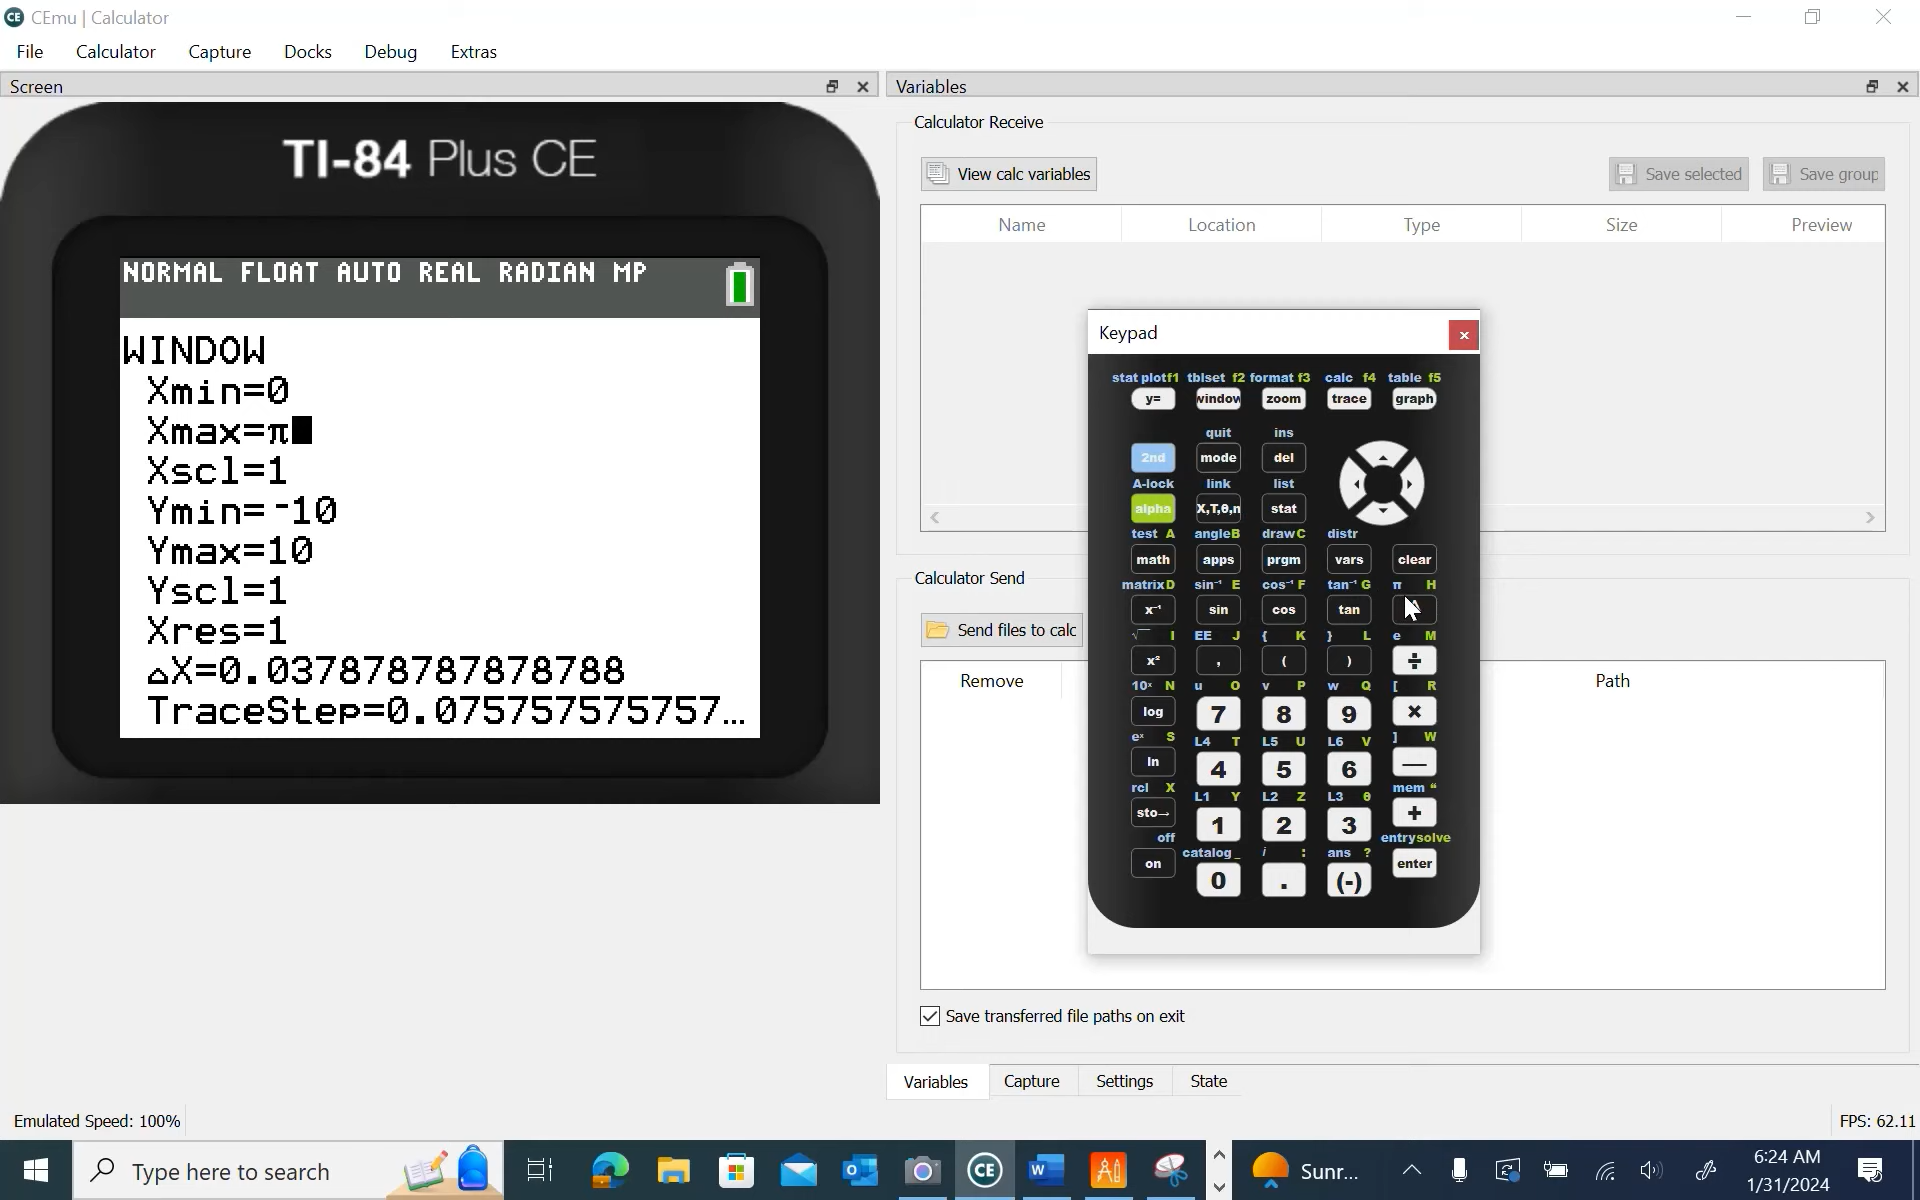 CE CEmu | Calculator
File Calculator Capture Docks Debug Extras
Screen
TI-84 Plus CE
NORMAL FLOAT AUTO REAL RADIAN MP
WINDOW
Xmin=0
Xmax=π
Xscl=1
Ymin=-10
Ymax=10
Yscl=1
Xres=1
△X=0.037878787878788
TraceStep=0.075757575757...
Variables
Calculator Receive
View calc variables Save selected Save group
Name Location Type Size Preview
Calculator Send
Send files to calc
Remove Path
Save transferred file paths on exit
Variables Capture Settings State
Keypad
stat plot f1 tblset f2 format f3 calc f4 table f5
y= window zoom trace graph
quit ins
2nd mode del
A-lock link list
alpha X,T,θ,n stat
test A angle B draw C distr
math apps prgm vars clear
matrix D sin⁻¹ E cos⁻¹ F tan⁻¹ G π H
x⁻¹ sin cos tan
√ I EE J { K } L e M
x² , ( ) ÷
10ˣ N u O v P w Q [ R
log 7 8 9 ×
eˣ S L4 T L5 U L6 V ] W
ln 4 5 6 —
rcl X L1 Y L2 Z L3 θ mem “
sto→ 1 2 3 +
off catalog _ i : ans ? entry solve
on 0 . (-) enter
Emulated Speed: 100% FPS: 62.11
Type here to search
CE
Sunr...
6:24 AM
1/31/2024